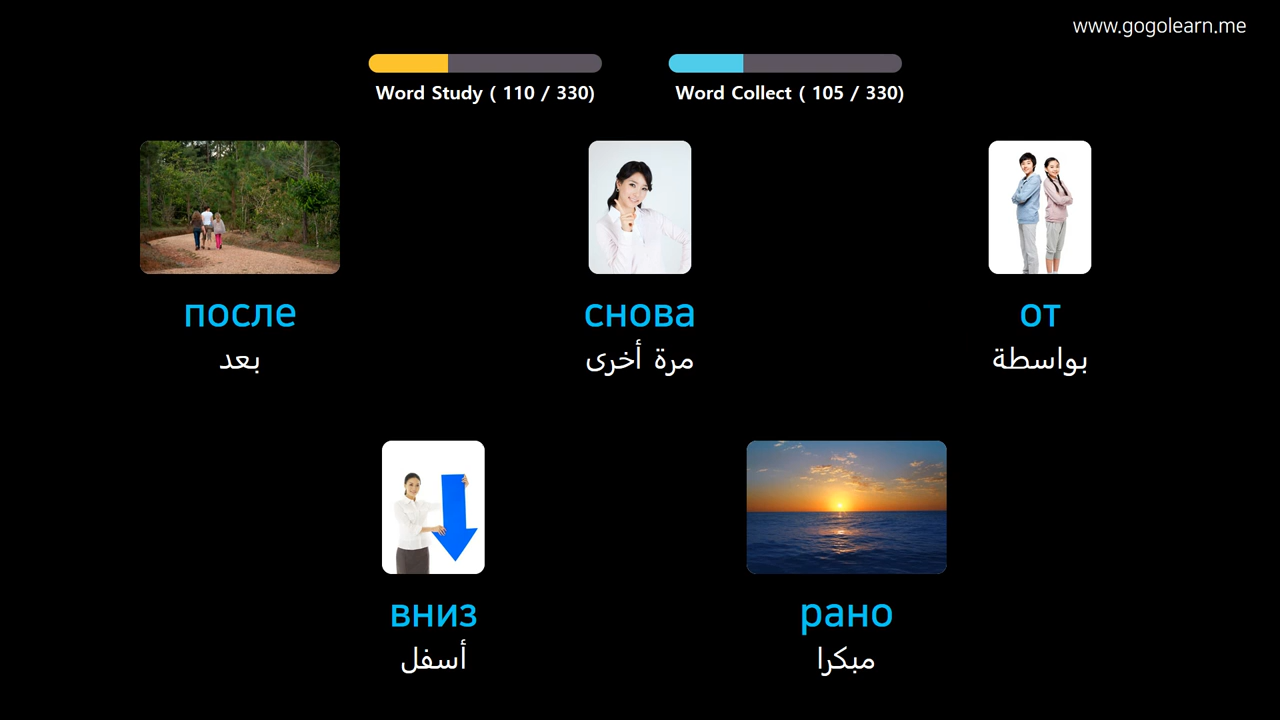 www.gogolearn.me
Word Study ( 110 / 330)
Word Collect ( 105 / 330)
после
снова
от
بعد
مرة أخرى
بواسطة
вниз
рано
أسفل
مبكرا